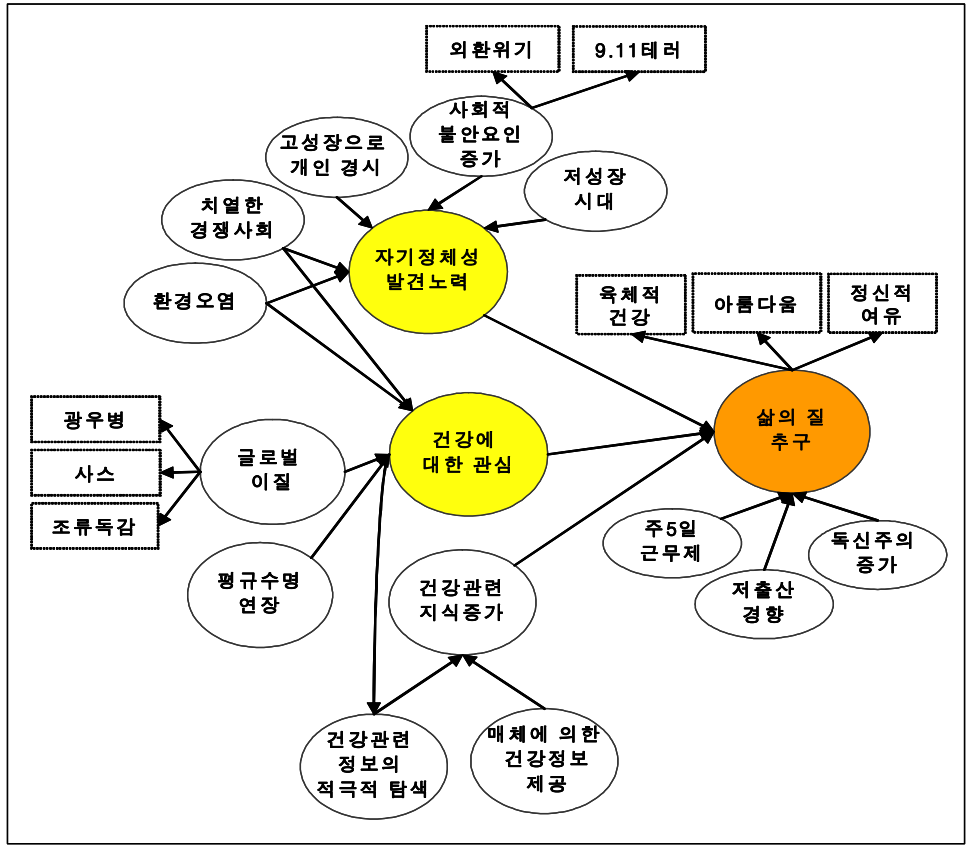 외환위기
9.11테러
사회적
불안요인
증가
고성장으로
개인 경시
저성장
시대
치열한
경쟁사회
자기정체성
발견노력
환경오염
육체적
건강
아룸다움
정신적
여유
광우병
사스
조류독감
글로벌
이질
건강에
대한 관심
삶의 질
추구
주5일
근무제
독신주의
증가
저출산
경향
평규수명
연장
건강관련
지식증가
건강관련
정보의
적극적 탐색
매체에 의한
건강정보
제공